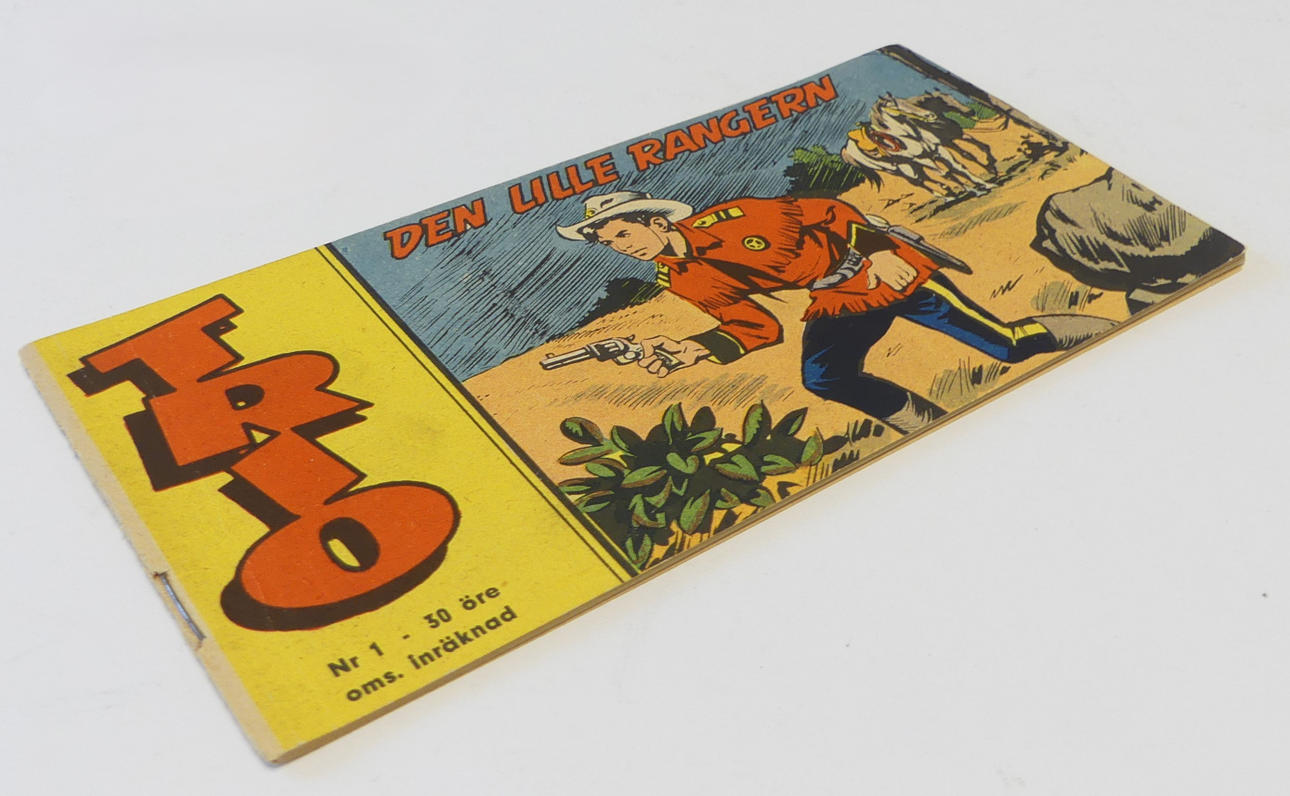 TRIO
Nr 1 - 30 öre
oms. inräknad
DEN LILLE RANGERN